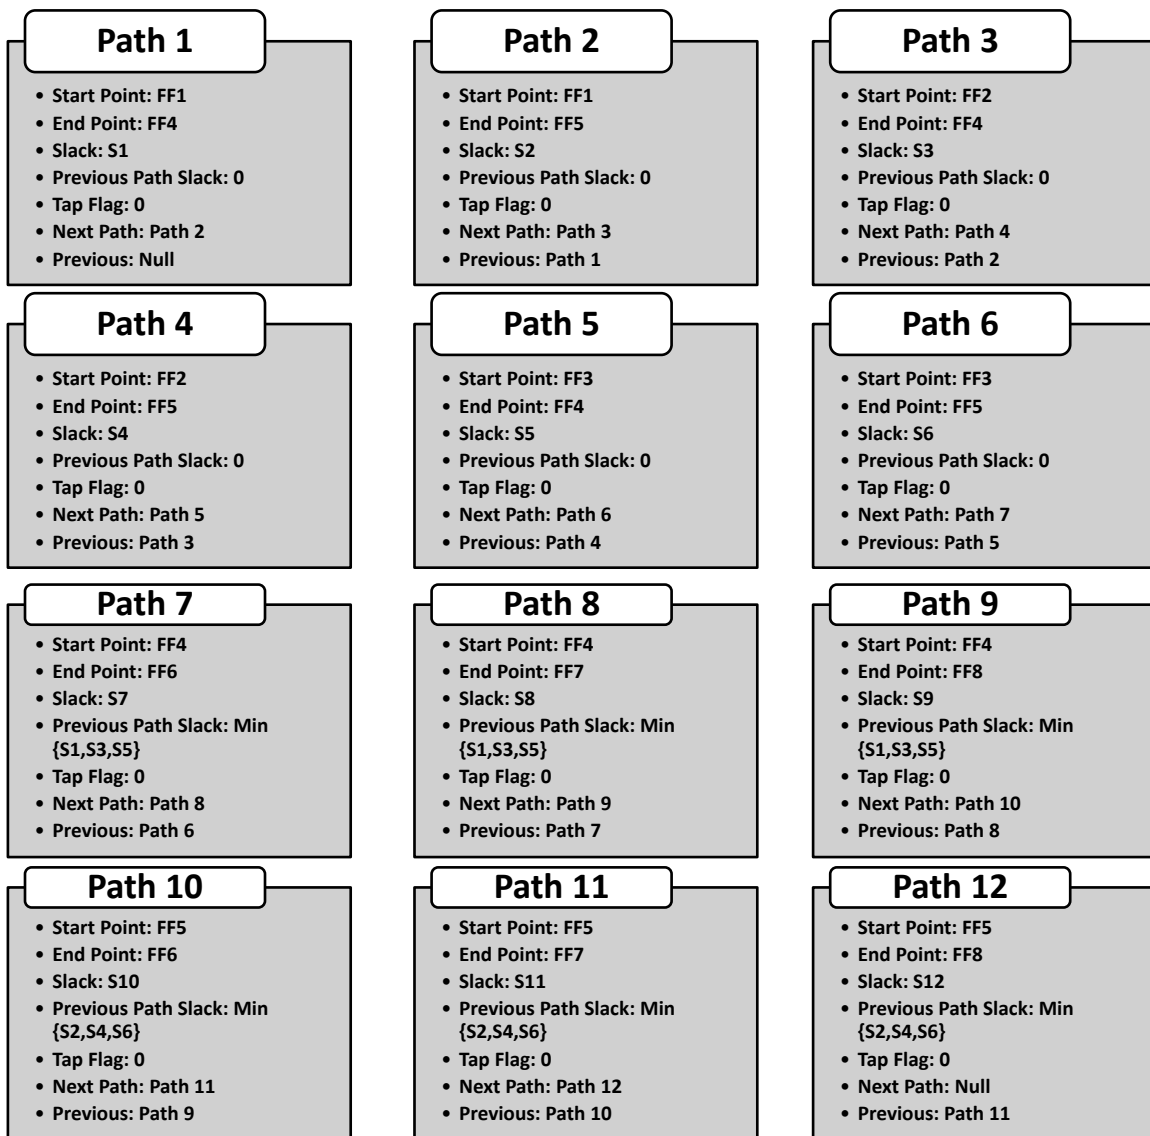 Path 1
• Start Point: FF1
• End Point: FF4
• Slack: S1
• Previous Path Slack: 0
• Tap Flag: 0
• Next Path: Path 2
• Previous: Null
Path 2
• Start Point: FF1
• End Point: FF5
• Slack: S2
• Previous Path Slack: 0
• Tap Flag: 0
• Next Path: Path 3
• Previous: Path 1
Path 3
• Start Point: FF2
• End Point: FF4
• Slack: S3
• Previous Path Slack: 0
• Tap Flag: 0
• Next Path: Path 4
• Previous: Path 2
Path 4
• Start Point: FF2
• End Point: FF5
• Slack: S4
• Previous Path Slack: 0
• Tap Flag: 0
• Next Path: Path 5
• Previous: Path 3
Path 5
• Start Point: FF3
• End Point: FF4
• Slack: S5
• Previous Path Slack: 0
• Tap Flag: 0
• Next Path: Path 6
• Previous: Path 4
Path 6
• Start Point: FF3
• End Point: FF5
• Slack: S6
• Previous Path Slack: 0
• Tap Flag: 0
• Next Path: Path 7
• Previous: Path 5
Path 7
• Start Point: FF4
• End Point: FF6
• Slack: S7
• Previous Path Slack: Min
{S1,S3,S5}
• Tap Flag: 0
• Next Path: Path 8
• Previous: Path 6
Path 8
• Start Point: FF4
• End Point: FF7
• Slack: S8
• Previous Path Slack: Min
{S1,S3,S5}
• Tap Flag: 0
• Next Path: Path 9
• Previous: Path 7
Path 9
• Start Point: FF4
• End Point: FF8
• Slack: S9
• Previous Path Slack: Min
{S1,S3,S5}
• Tap Flag: 0
• Next Path: Path 10
• Previous: Path 8
Path 10
• Start Point: FF5
• End Point: FF6
• Slack: S10
• Previous Path Slack: Min
{S2,S4,S6}
• Tap Flag: 0
• Next Path: Path 11
• Previous: Path 9
Path 11
• Start Point: FF5
• End Point: FF7
• Slack: S11
• Previous Path Slack: Min
{S2,S4,S6}
• Tap Flag: 0
• Next Path: Path 12
• Previous: Path 10
Path 12
• Start Point: FF5
• End Point: FF8
• Slack: S12
• Previous Path Slack: Min
{S2,S4,S6}
• Tap Flag: 0
• Next Path: Null
• Previous: Path 11